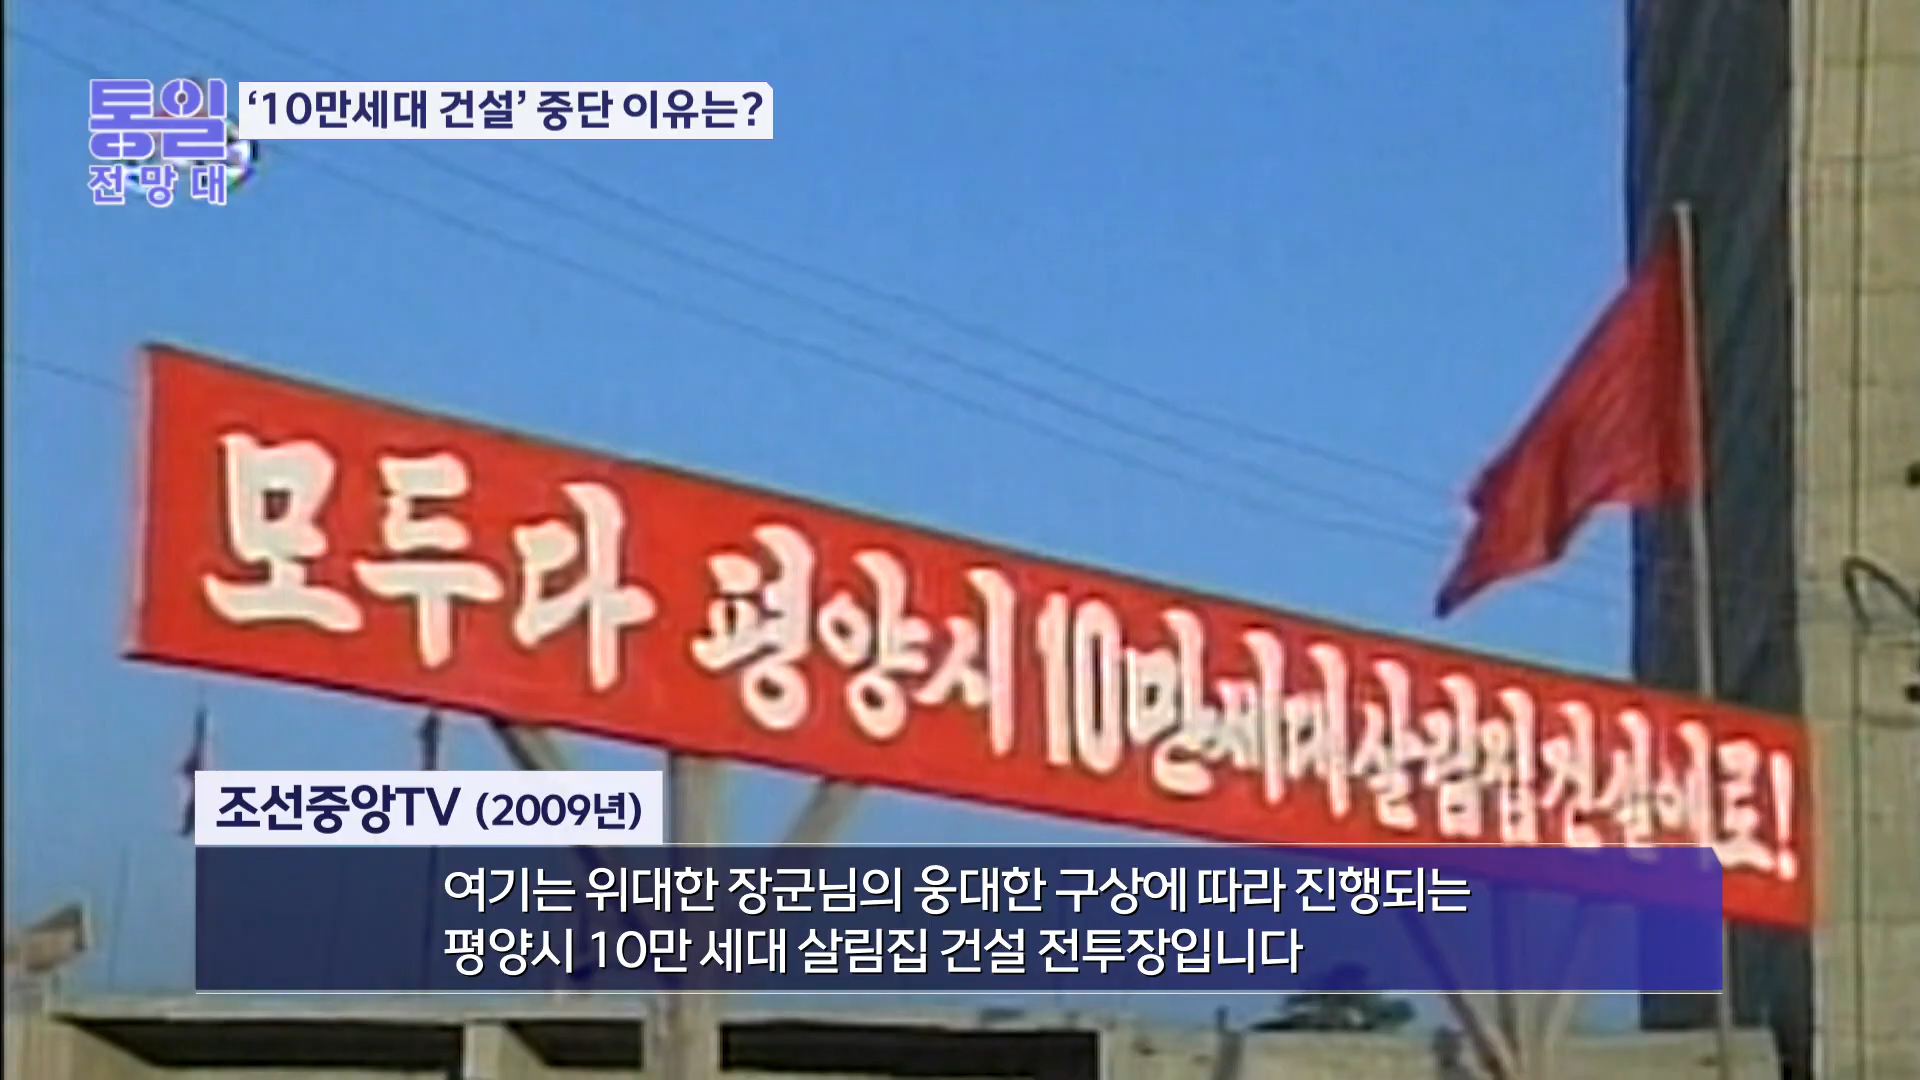 통일
전망대
‘10만세대 건설’ 중단 이유는?
모두다 평양시 10만세대살림집건설에로!
조선중앙TV (2009년)
여기는 위대한 장군님의 웅대한 구상에 따라 진행되는
평양시 10만 세대 살림집 건설 전투장입니다